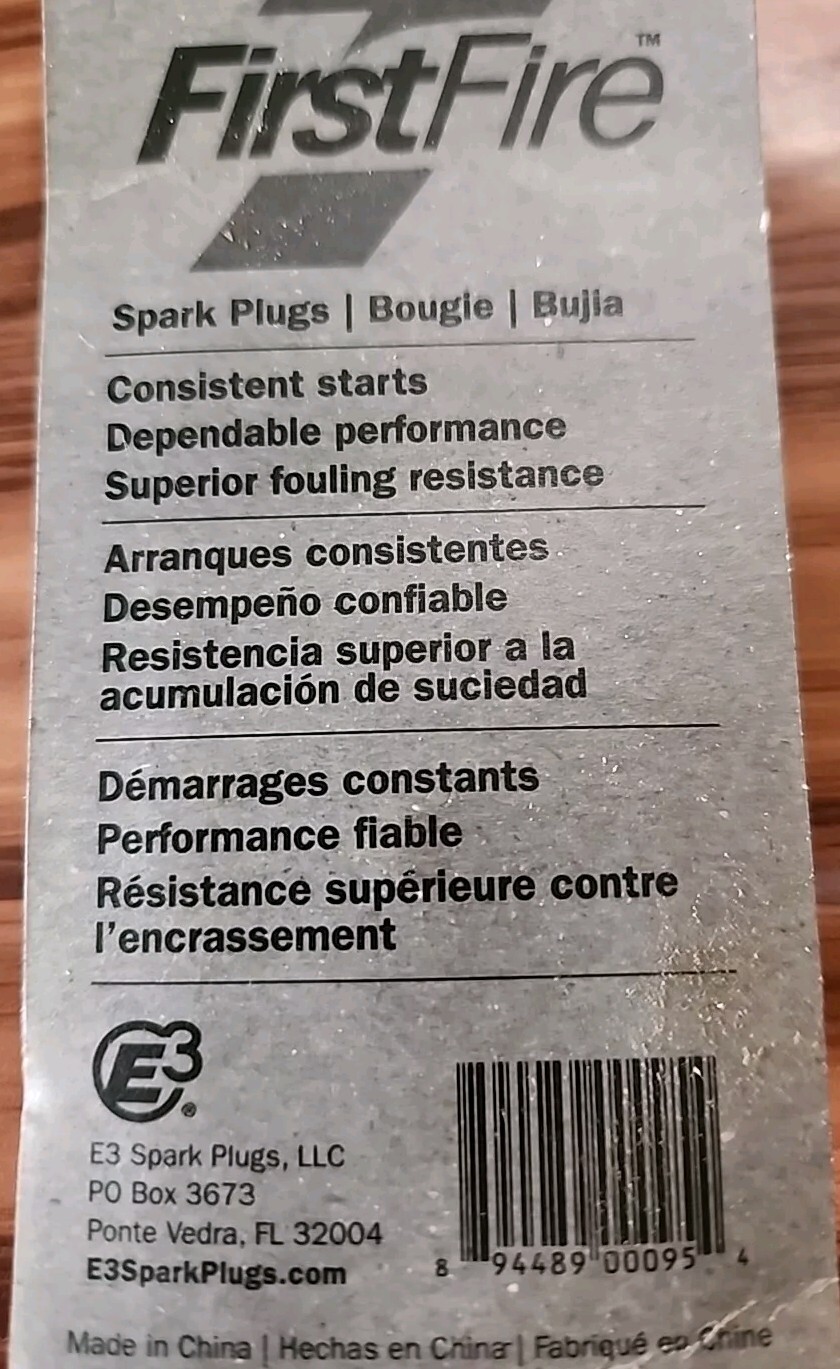 FirstFire™
Spark Plugs | Bougie | Bujia
Consistent starts
Dependable performance
Superior fouling resistance
Arranques consistentes
Desempeño confiable
Resistencia superior a la
acumulación de suciedad
Démarrages constants
Performance fiable
Résistance supérieure contre
l'encrassement
E3®
E3 Spark Plugs, LLC
PO Box 3673
Ponte Vedra, FL 32004
E3SparkPlugs.com
8 94489 00095 4
Made in China | Hechas en China | Fabriqué en Chine